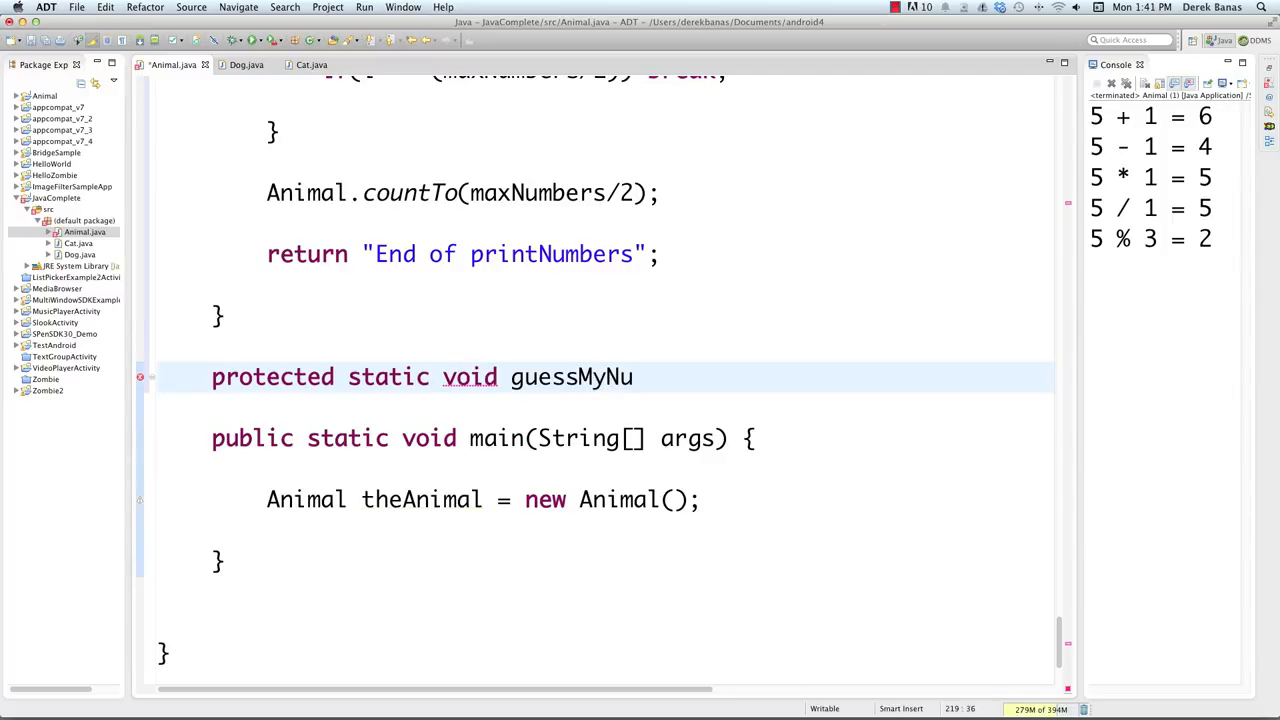 ADT File Edit Refactor Source Navigate Search Project Run Window Help
10 Mon 1:41 PM Derek Banas
Java – JavaComplete/src/Animal.java – ADT – /Users/derekbanas/Documents/android4
Quick Access Java DDMS
Package Exp
*Animal.java Dog.java Cat.java
Console
<terminated> Animal (1) [Java Application] /
Animal
appcompat_v7
appcompat_v7_2
appcompat_v7_3
appcompat_v7_4
BridgeSample
HelloWorld
HelloZombie
ImageFilterSampleApp
JavaComplete
src
(default package)
Animal.java
Cat.java
Dog.java
JRE System Library [Ja
ListPickerExample2Activi
MediaBrowser
MultiWindowSDKExample
MusicPlayerActivity
SlookActivity
SPenSDK30_Demo
TestAndroid
TextGroupActivity
VideoPlayerActivity
Zombie
Zombie2
}
Animal.countTo(maxNumbers/2);
return "End of printNumbers";
}
protected static void guessMyNu
public static void main(String[] args) {
Animal theAnimal = new Animal();
}
}
5 + 1 = 6
5 - 1 = 4
5 * 1 = 5
5 / 1 = 5
5 % 3 = 2
Writable Smart Insert 219 : 36 279M of 394M